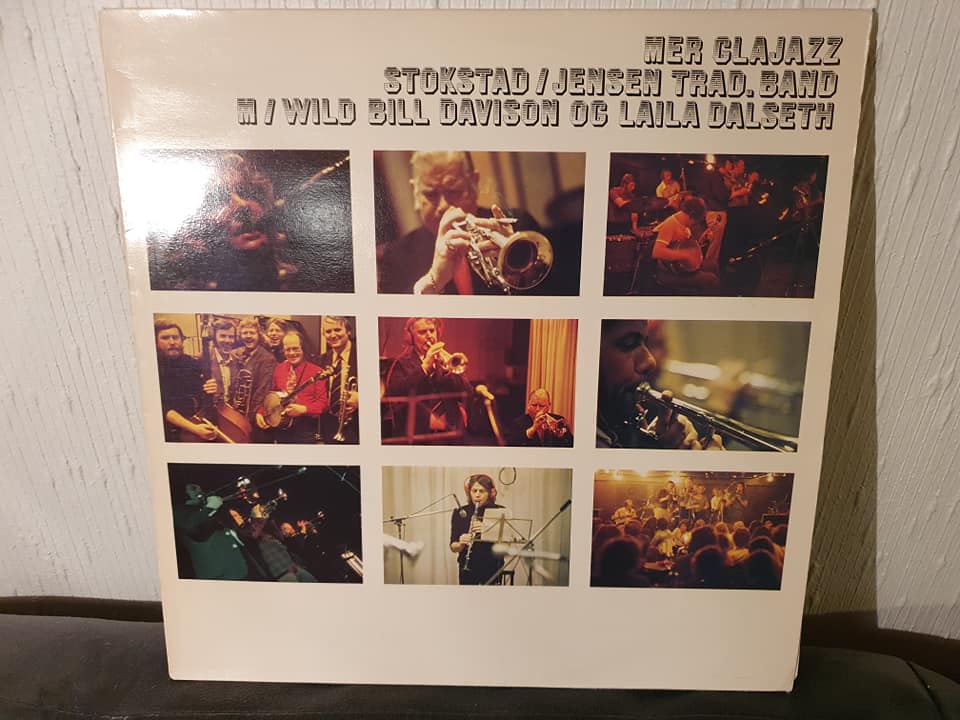 MER GLAJAZZ
STOKSTAD/JENSEN TRAD. BAND
M/WILD BILL DAVISON OG LAILA DALSETH